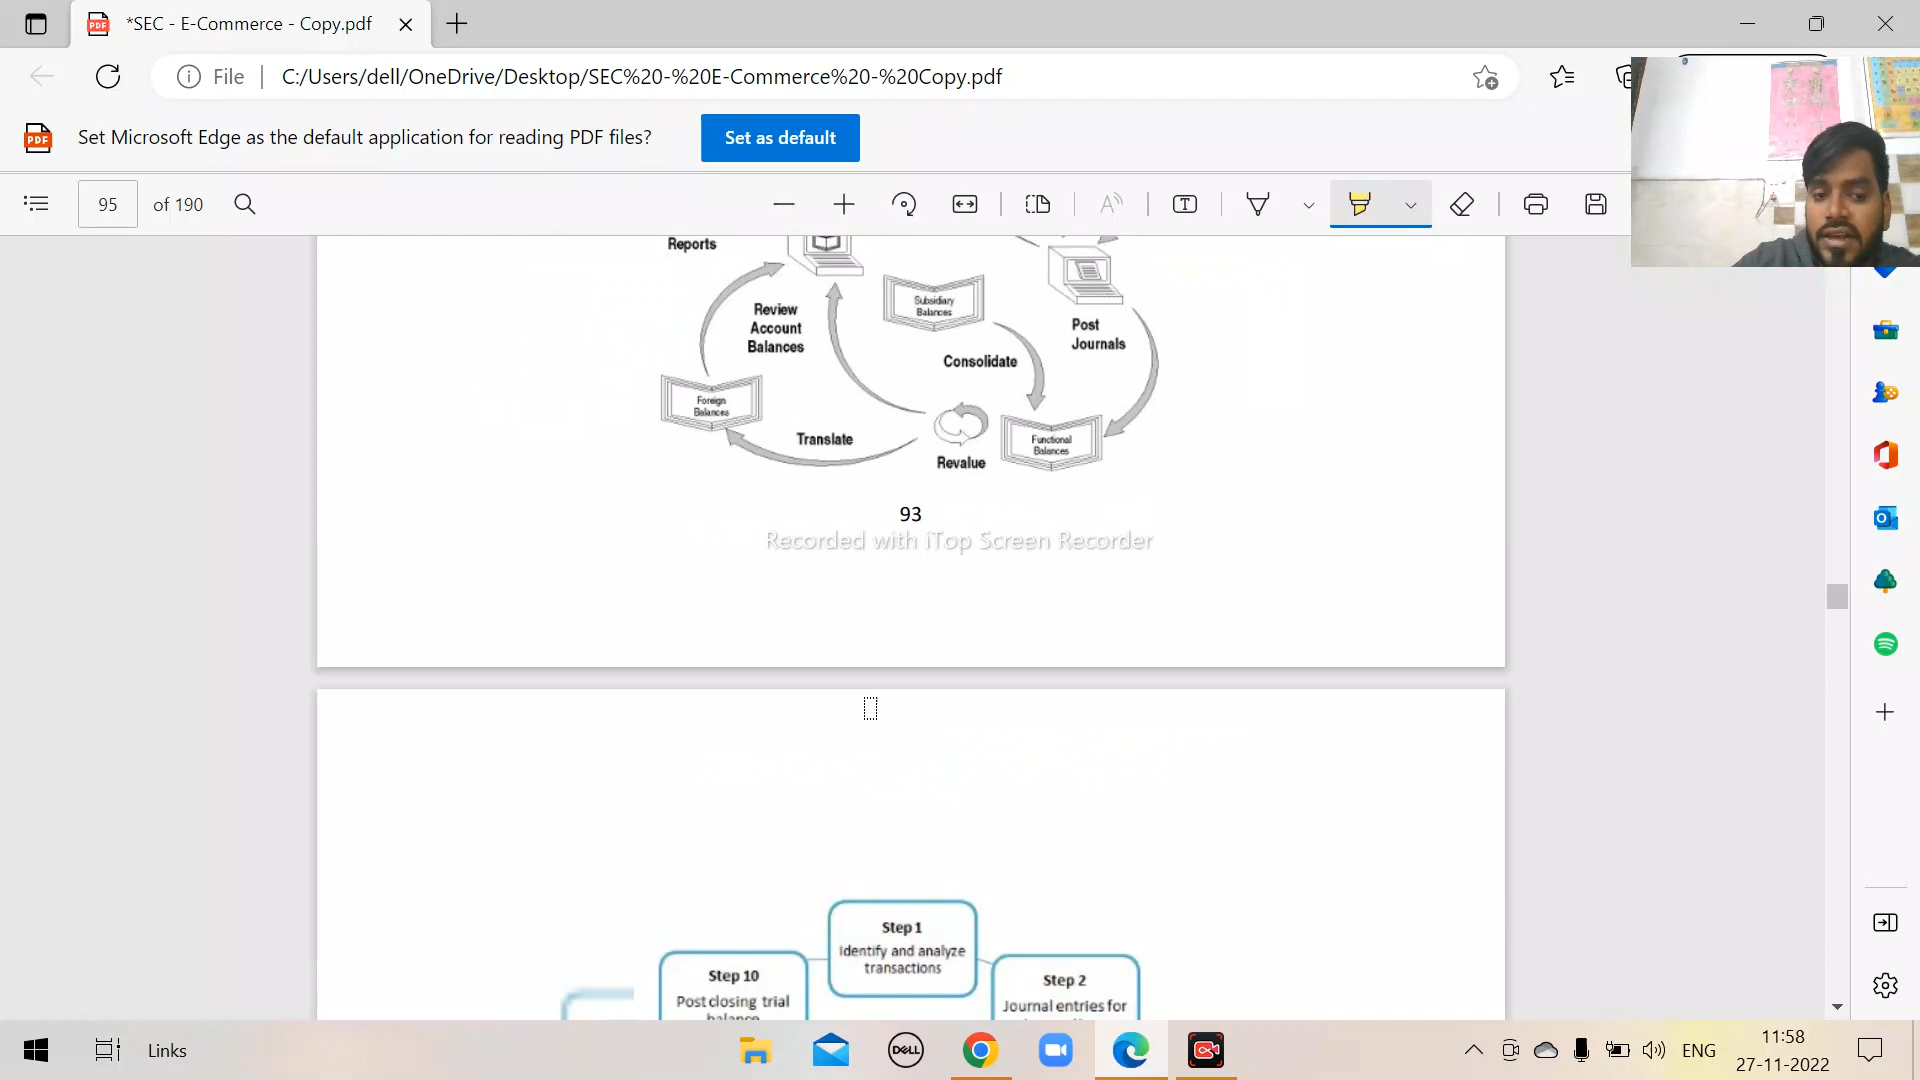 *SEC - E-Commerce - Copy.pdf
File
C:/Users/dell/OneDrive/Desktop/SEC%20-%20E-Commerce%20-%20Copy.pdf
Set Microsoft Edge as the default application for reading PDF files?
Set as default
95 of 190
Reports
Review
Account
Balances
Subsidiary
Balances
Post
Journals
Consolidate
Foreign
Balances
Translate
Revalue
Functional
Balances
93
Recorded with iTop Screen Recorder
Step 1
Identify and analyze
transactions
Step 10
Post closing trial
balance
Step 2
Journal entries for
Links
DELL
ENG
11:58
27-11-2022